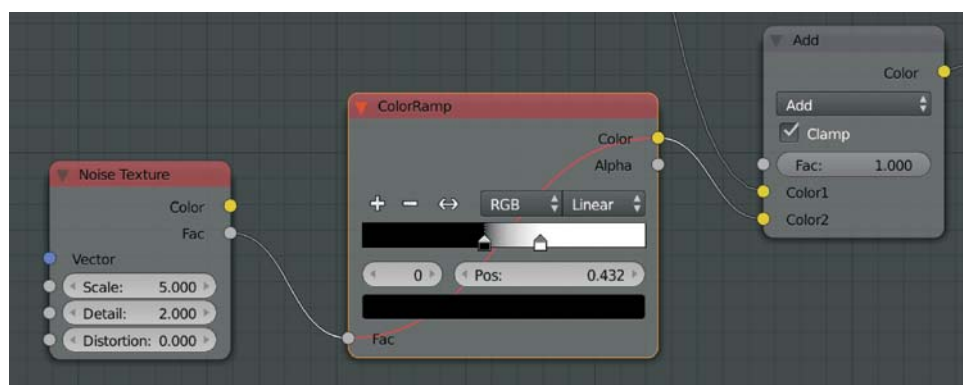 Noise Texture
Color
Fac
Vector
Scale: 5.000
Detail: 2.000
Distortion: 0.000
ColorRamp
Color
Alpha
RGB Linear
0 Pos: 0.432
Fac
Add
Color
Add
Clamp
Fac: 1.000
Color1
Color2